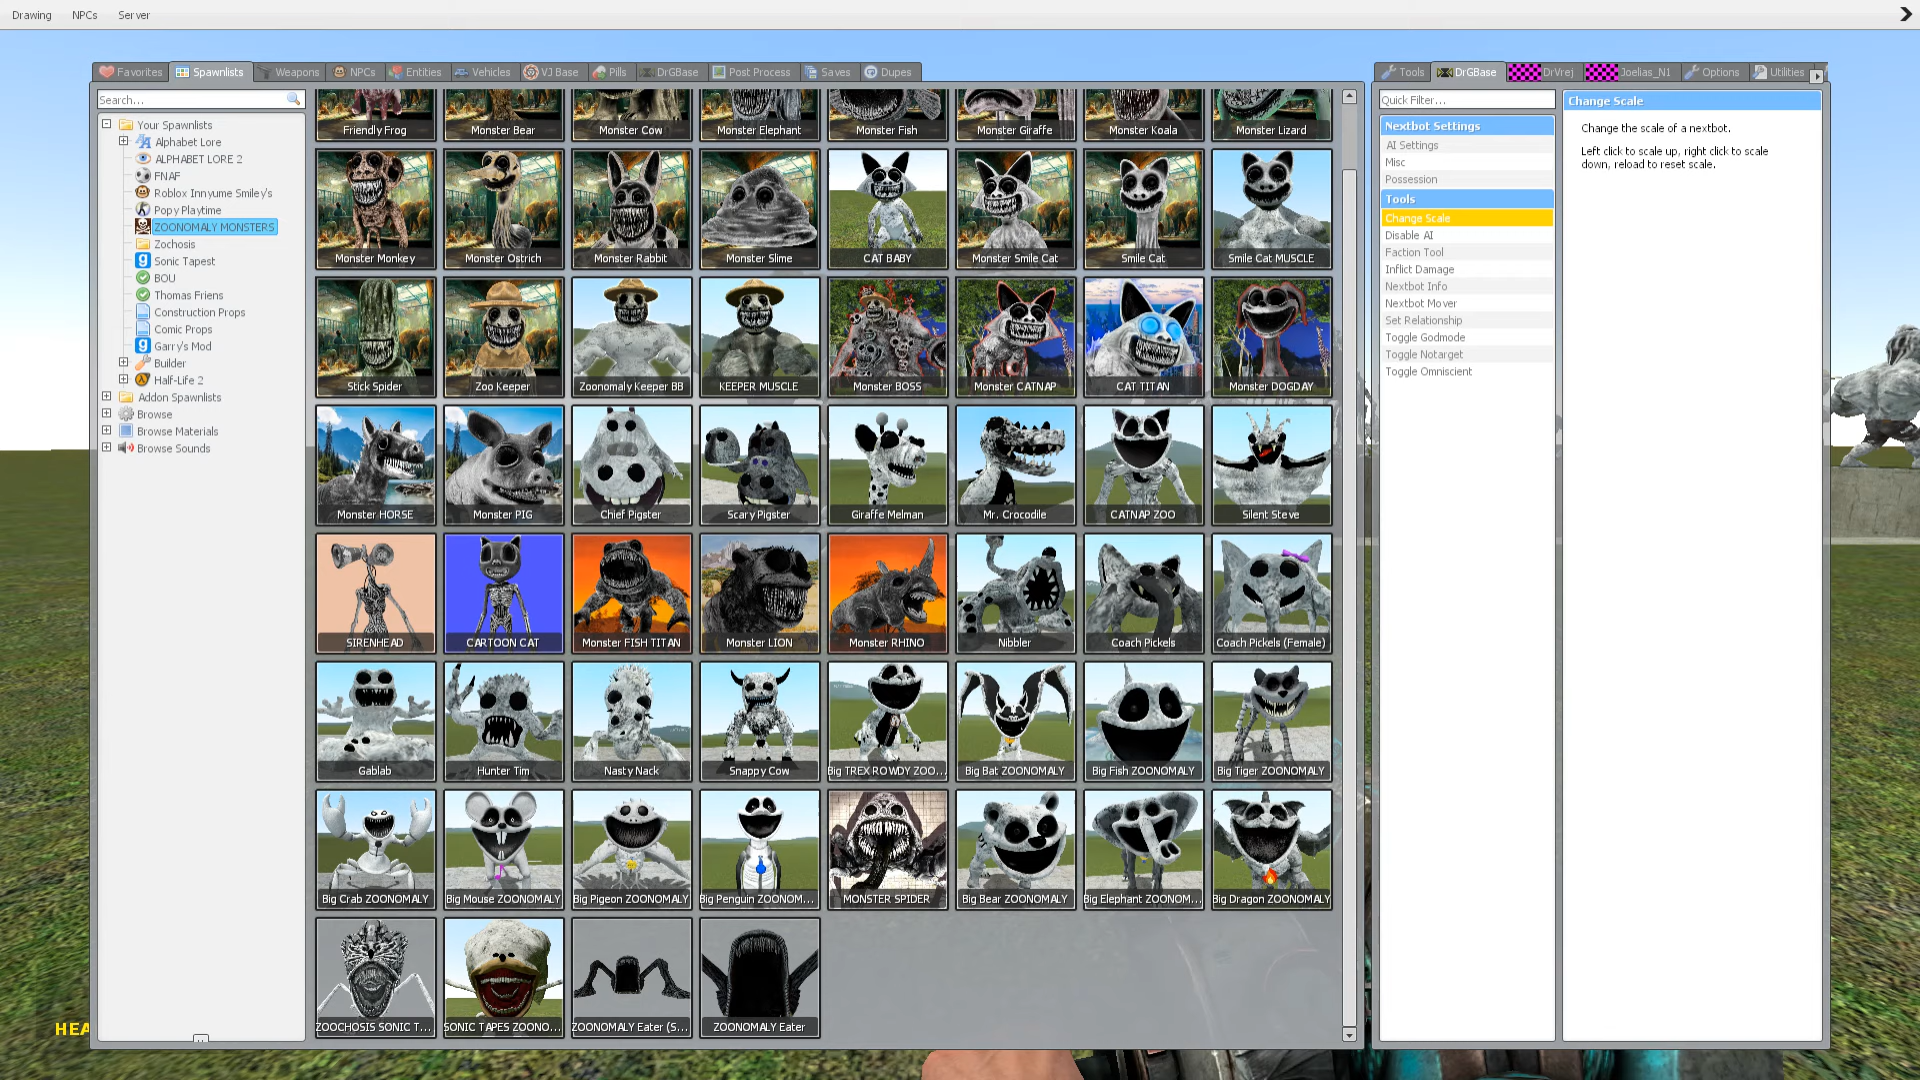 Drawing NPCs Server
Favorites Spawnlists Weapons NPCs Entities Vehicles VJ Base Pills DrGBase Post Process Saves Dupes
Search...
Your Spawnlists
Alphabet Lore
ALPHABET LORE 2
FNAF
Roblox Innyume Smiley's
Popy Playtime
ZOONOMALY MONSTERS
Zochosis
Sonic Tapest
BOU
Thomas Friens
Construction Props
Comic Props
Garry's Mod
Builder
Half-Life 2
Addon Spawnlists
Browse
Browse Materials
Browse Sounds
Friendly Frog Monster Bear Monster Cow Monster Elephant Monster Fish Monster Giraffe Monster Koala Monster Lizard
Monster Monkey Monster Ostrich Monster Rabbit Monster Slime CAT BABY Monster Smile Cat Smile Cat Smile Cat MUSCLE
Stick Spider Zoo Keeper Zoonomaly Keeper BB KEEPER MUSCLE Monster BOSS Monster CATNAP CAT TITAN Monster DOGDAY
Monster HORSE Monster PIG Chief Pigster Scary Pigster Giraffe Melman Mr. Crocodile CATNAP ZOO Silent Steve
SIRENHEAD CARTOON CAT Monster FISH TITAN Monster LION Monster RHINO Nibbler Coach Pickels Coach Pickels (Female)
Gablab Hunter Tim Nasty Nack Snappy Cow Big TREX ROWDY ZOO... Big Bat ZOONOMALY Big Fish ZOONOMALY Big Tiger ZOONOMALY
Big Crab ZOONOMALY Big Mouse ZOONOMALY Big Pigeon ZOONOMALY Big Penguin ZOONOM... MONSTER SPIDER Big Bear ZOONOMALY Big Elephant ZOONOM... Big Dragon ZOONOMALY
ZOOCHOSIS SONIC T... SONIC TAPES ZOONO... ZOONOMALY Eater (S... ZOONOMALY Eater
HEA
Tools DrGBase DrVrej Joelias_N1 Options Utilities
Quick Filter...
Nextbot Settings
AI Settings
Misc
Possession
Tools
Change Scale
Disable AI
Faction Tool
Inflict Damage
Nextbot Info
Nextbot Mover
Set Relationship
Toggle Godmode
Toggle Notarget
Toggle Omniscient
Change Scale
Change the scale of a nextbot.
Left click to scale up, right click to scale
down, reload to reset scale.